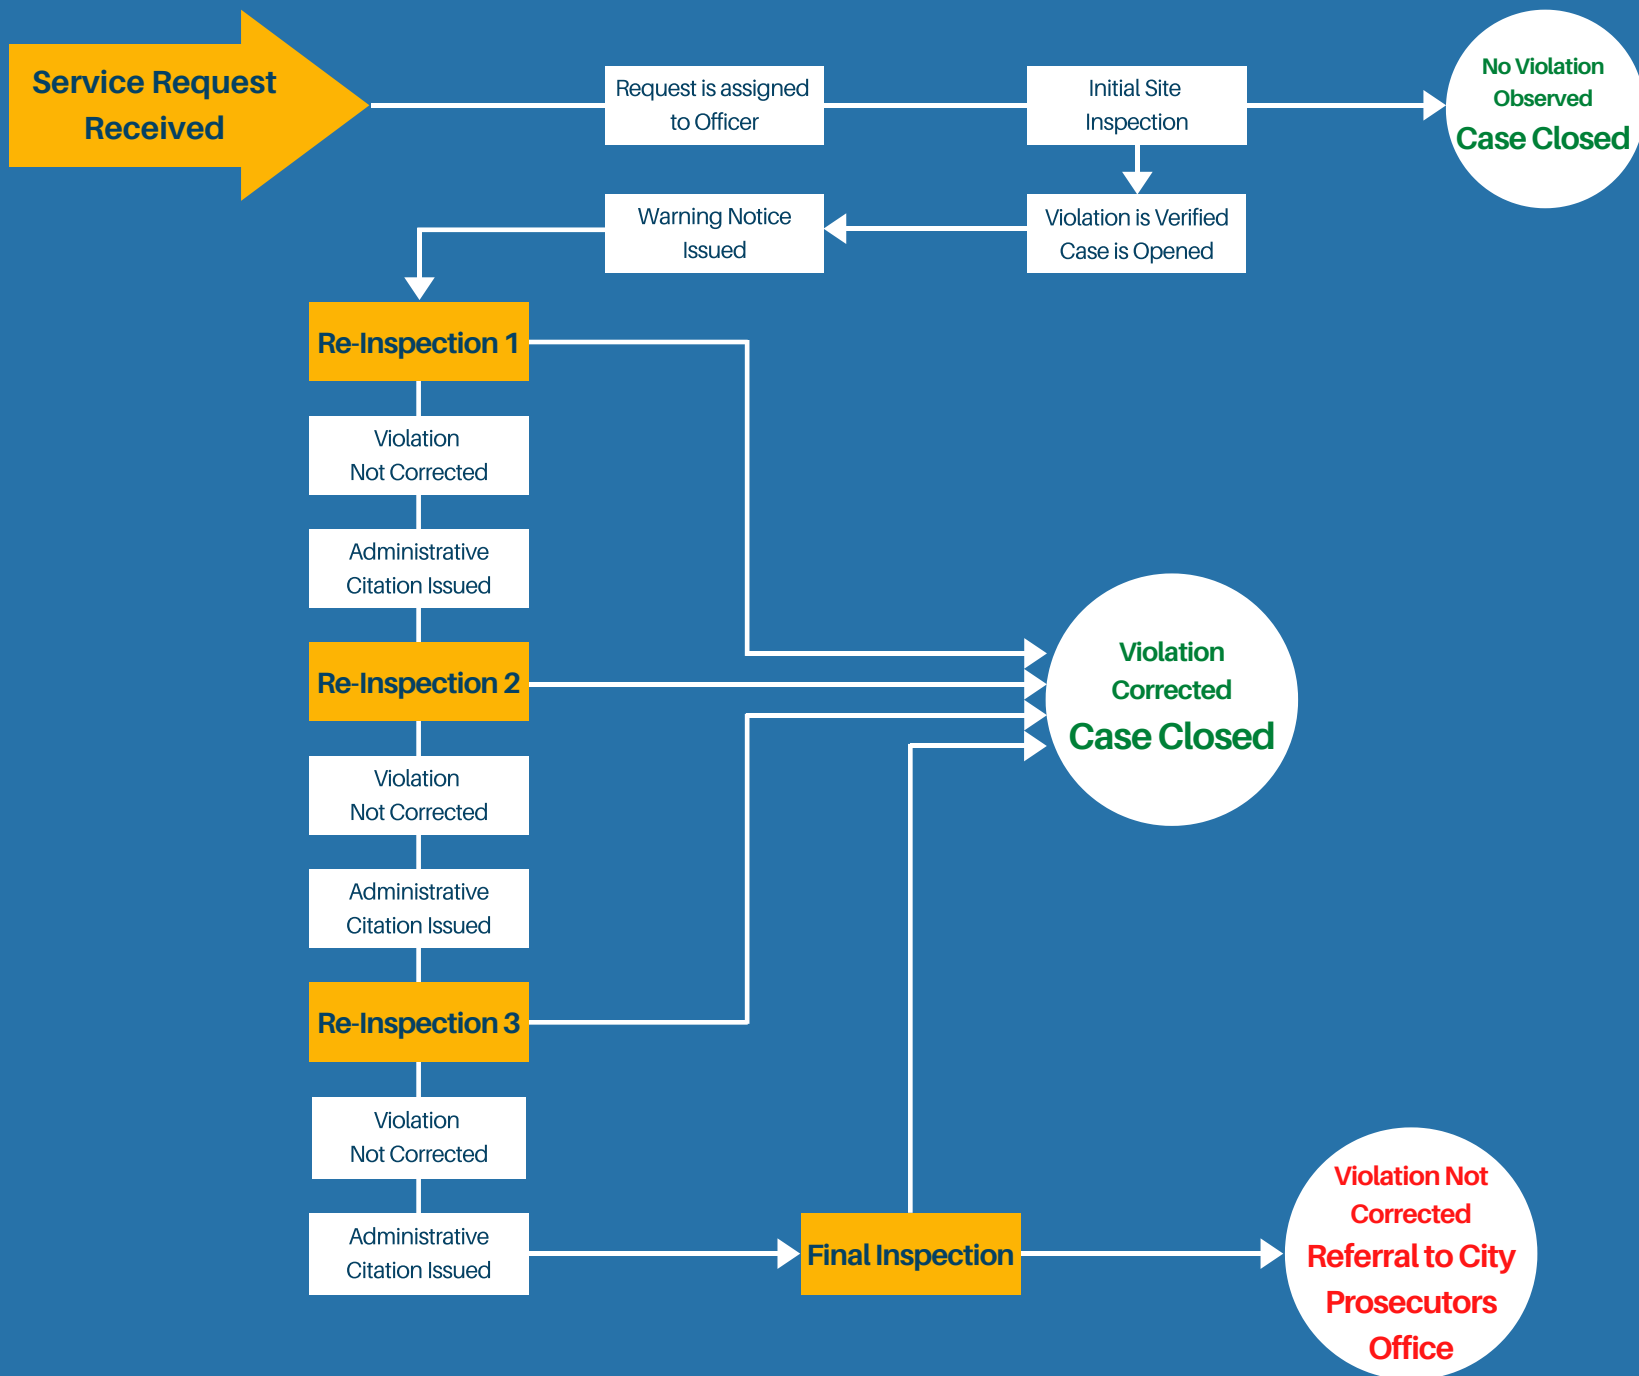 Service Request
Received
Request is assigned
to Officer
Initial Site
Inspection
No Violation
Observed
Case Closed
Warning Notice
Issued
Violation is Verified
Case is Opened
Re-Inspection 1
Violation
Not Corrected
Administrative
Citation Issued
Re-Inspection 2
Violation
Corrected
Case Closed
Violation
Not Corrected
Administrative
Citation Issued
Re-Inspection 3
Violation
Not Corrected
Administrative
Citation Issued
Final Inspection
Violation Not
Corrected
Referral to City
Prosecutors
Office